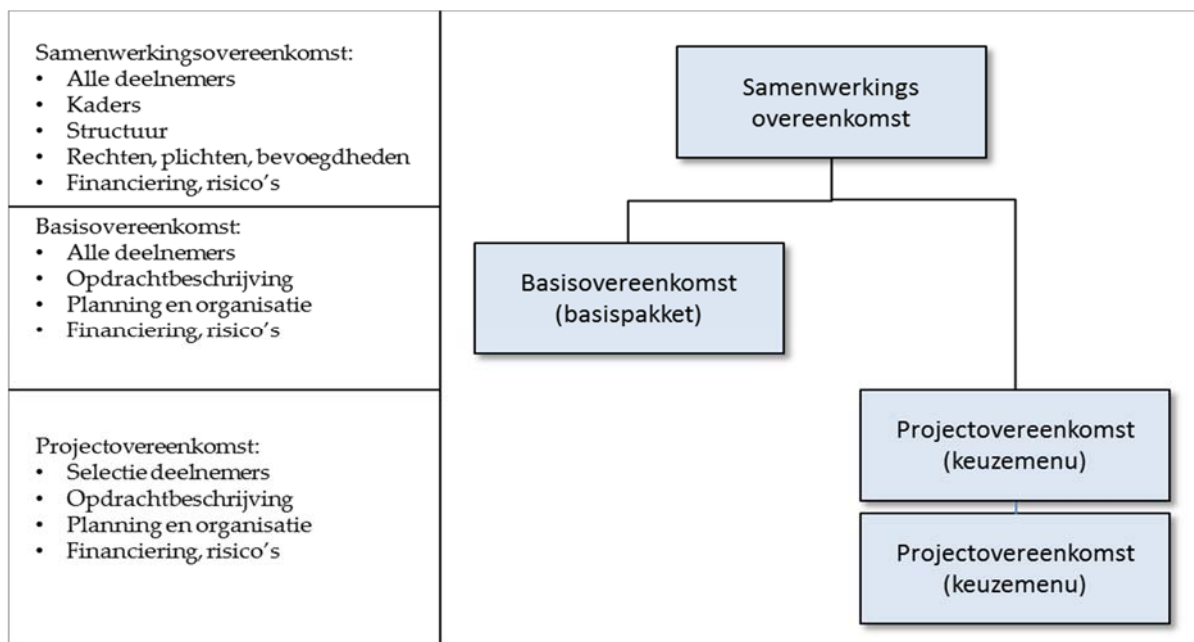 Samenwerkingsovereenkomst:
• Alle deelnemers
• Kaders
• Structuur
• Rechten, plichten, bevoegdheden
• Financiering, risico's
Basisovereenkomst:
• Alle deelnemers
• Opdrachtbeschrijving
• Planning en organisatie
• Financiering, risico's
Projectovereenkomst:
• Selectie deelnemers
• Opdrachtbeschrijving
• Planning en organisatie
• Financiering, risico's
Samenwerkings
overeenkomst
Basisovereenkomst
(basispakket)
Projectovereenkomst
(keuzemenu)
Projectovereenkomst
(keuzemenu)